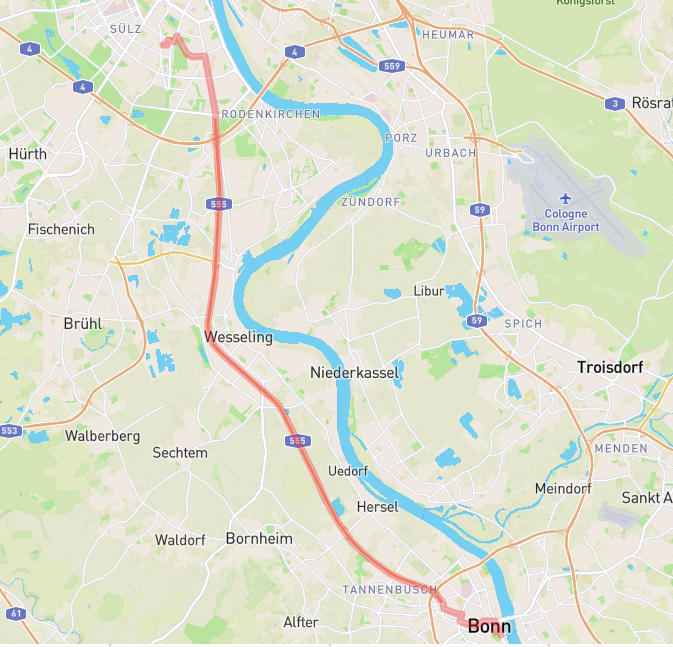 Königsforst
SÜLZ
HEUMAR
4
4
559
4
3
Rösrat
RODENKIRCHEN
PORZ
Hürth
URBACH
555
ZÜNDORF
59
Cologne
Bonn Airport
Fischenich
Libur
Brühl
59
SPICH
Wesseling
Troisdorf
Niederkassel
553
Walberberg
555
Sechtem
MENDEN
Uedorf
Meindorf
Sankt A
Hersel
Waldorf
Bornheim
TANNENBUSCH
61
Alfter
Bonn